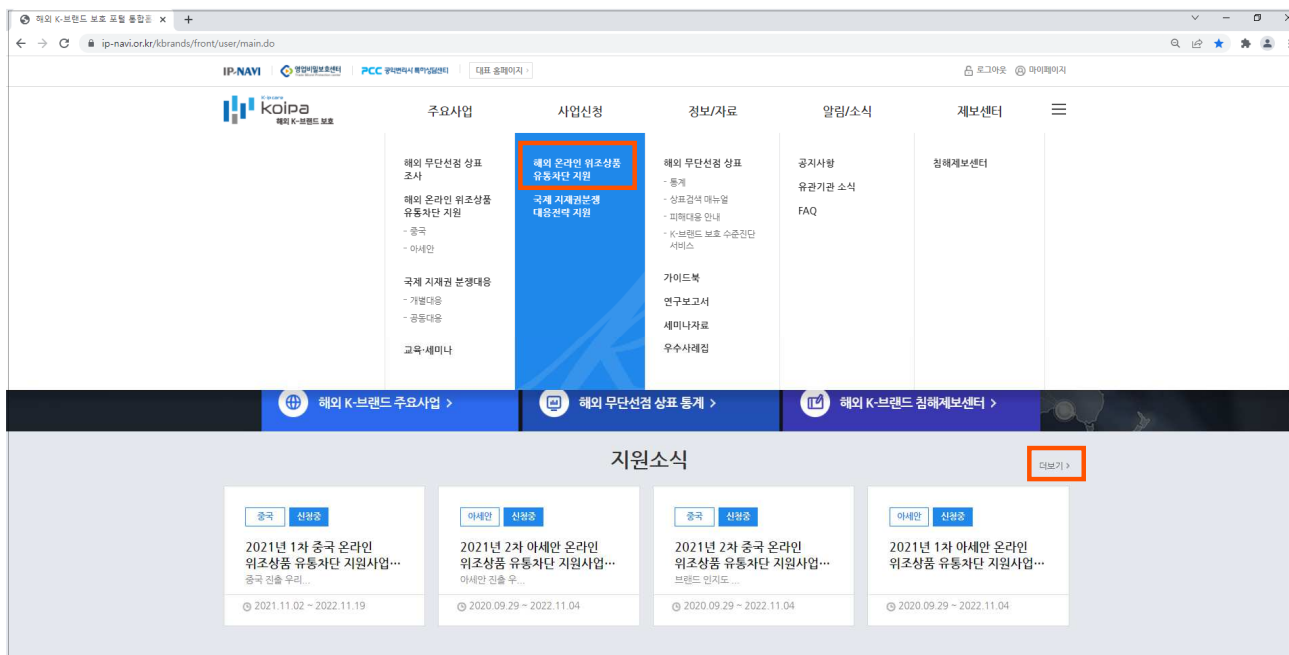 해외 K-브랜드 보호 포털 통합홈
ip-navi.or.kr/kbrands/front/user/main.do
IP-NAVI 영업비밀보호센터 PCC 공익변리사 특허상담센터 대표 홈페이지 > 로그아웃 마이페이지
koipa 주요사업 사업신청 정보/자료 알림/소식 제보센터
해외 K-브랜드 보호
해외 무단선점 상표
조사
해외 온라인 위조상품
유통차단 지원
- 중국
- 아세안
국제 지재권 분쟁대응
- 개별대응
- 공동대응
교육·세미나
해외 온라인 위조상품
유통차단 지원
국제 지재권분쟁
대응전략 지원
해외 무단선점 상표
- 통계
- 상표검색 매뉴얼
- 피해대응 안내
- K-브랜드 보호 수준진단
서비스
가이드북
연구보고서
세미나자료
우수사례집
공지사항
유관기관 소식
FAQ
침해제보센터
해외 K-브랜드 주요사업 > 해외 무단선점 상표 통계 > 해외 K-브랜드 침해제보센터 >
지원소식
더보기 >
중국 신청중
2021년 1차 중국 온라인
위조상품 유통차단 지원사업…
중국 진출 우리...
2021.11.02 ~ 2022.11.19
아세안 신청중
2021년 2차 아세안 온라인
위조상품 유통차단 지원사업…
아세안 진출 우...
2020.09.29 ~ 2022.11.04
중국 신청중
2021년 2차 중국 온라인
위조상품 유통차단 지원사업…
브랜드 인지도 ...
2020.09.29 ~ 2022.11.04
아세안 신청중
2021년 1차 아세안 온라인
위조상품 유통차단 지원사업…
2020.09.29 ~ 2022.11.04